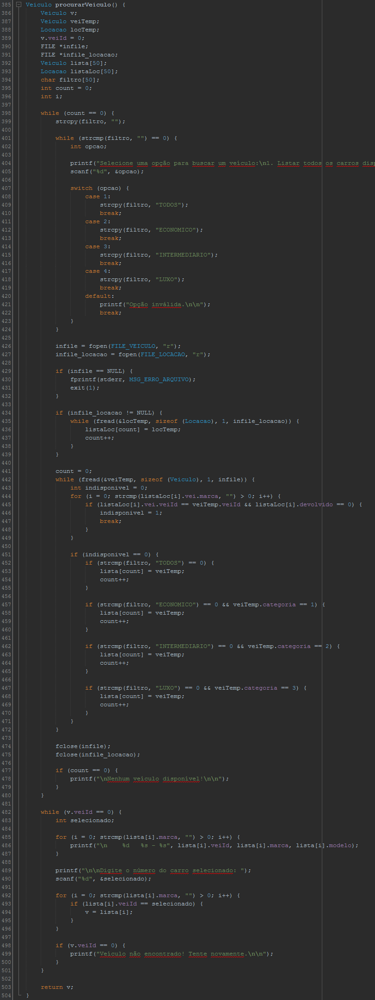 385 Veiculo procurarVeiculo() {
386 Veiculo v;
387 Veiculo veiTemp;
388 Locacao locTemp;
389 v.veiId = 0;
390 FILE *infile;
391 FILE *infile_locacao;
392 Veiculo lista[50];
393 Locacao listaLoc[50];
394 char filtro[50];
395 int count = 0;
396 int i;
397
398 while (count == 0) {
399 strcpy(filtro, "");
400
401 while (strcmp(filtro, "") == 0) {
402 int opcao;
403
404 printf("Selecione uma opção para buscar um veículo:\n1. Listar todos os carros disp
405 scanf("%d", &opcao);
406
407 switch (opcao) {
408 case 1:
409 strcpy(filtro, "TODOS");
410 break;
411 case 2:
412 strcpy(filtro, "ECONOMICO");
413 break;
414 case 3:
415 strcpy(filtro, "INTERMEDIARIO");
416 break;
417 case 4:
418 strcpy(filtro, "LUXO");
419 break;
420 default:
421 printf("Opção inválida.\n\n");
422 break;
423 }
424 }
425
426 infile = fopen(FILE_VEICULO, "r");
427 infile_locacao = fopen(FILE_LOCACAO, "r");
428
429 if (infile == NULL) {
430 fprintf(stderr, MSG_ERRO_ARQUIVO);
431 exit(1);
432 }
433
434 if (infile_locacao != NULL) {
435 while (fread(&locTemp, sizeof (Locacao), 1, infile_locacao)) {
436 listaLoc[count] = locTemp;
437 count++;
438 }
439 }
440
441 count = 0;
442 while (fread(&veiTemp, sizeof (Veiculo), 1, infile)) {
443 int indisponivel = 0;
444 for (i = 0; strcmp(listaLoc[i].vei.marca, "") > 0; i++) {
445 if (listaLoc[i].vei.veiId == veiTemp.veiId && listaLoc[i].devolvido == 0) {
446 indisponivel = 1;
447 break;
448 }
449 }
450
451 if (indisponivel == 0) {
452 if (strcmp(filtro, "TODOS") == 0) {
453 lista[count] = veiTemp;
454 count++;
455 }
456
457 if (strcmp(filtro, "ECONOMICO") == 0 && veiTemp.categoria == 1) {
458 lista[count] = veiTemp;
459 count++;
460 }
461
462 if (strcmp(filtro, "INTERMEDIARIO") == 0 && veiTemp.categoria == 2) {
463 lista[count] = veiTemp;
464 count++;
465 }
466
467 if (strcmp(filtro, "LUXO") == 0 && veiTemp.categoria == 3) {
468 lista[count] = veiTemp;
469 count++;
470 }
471 }
472 }
473
474 fclose(infile);
475 fclose(infile_locacao);
476
477 if (count == 0) {
478 printf("\nNenhum veículo disponível!\n\n");
479 }
480 }
481
482 while (v.veiId == 0) {
483 int selecionado;
484
485 for (i = 0; strcmp(lista[i].marca, "") > 0; i++) {
486 printf("\n    %d   %s - %s", lista[i].veiId, lista[i].marca, lista[i].modelo);
487 }
488
489 printf("\n\nDigite o número do carro selecionado: ");
490 scanf("%d", &selecionado);
491
492 for (i = 0; strcmp(lista[i].marca, "") > 0; i++) {
493 if (lista[i].veiId == selecionado) {
494 v = lista[i];
495 }
496 }
497
498 if (v.veiId == 0) {
499 printf("Veículo não encontrado! Tente novamente.\n\n");
500 }
501 }
502
503 return v;
504 }